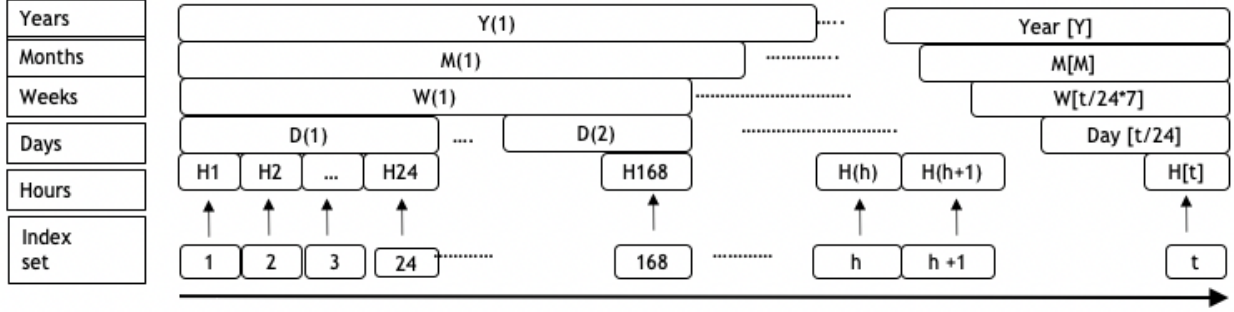 Years Y(1) ..... Year [Y]
Months M(1) ............. M[M]
Weeks W(1) ............................ W[t/24*7]
Days D(1) .... D(2) ............................ Day [t/24]
Hours H1 H2 ... H24 H168 H(h) H(h+1) H[t]
Index
set 1 2 3 24 ........... 168 ........... h h +1 t